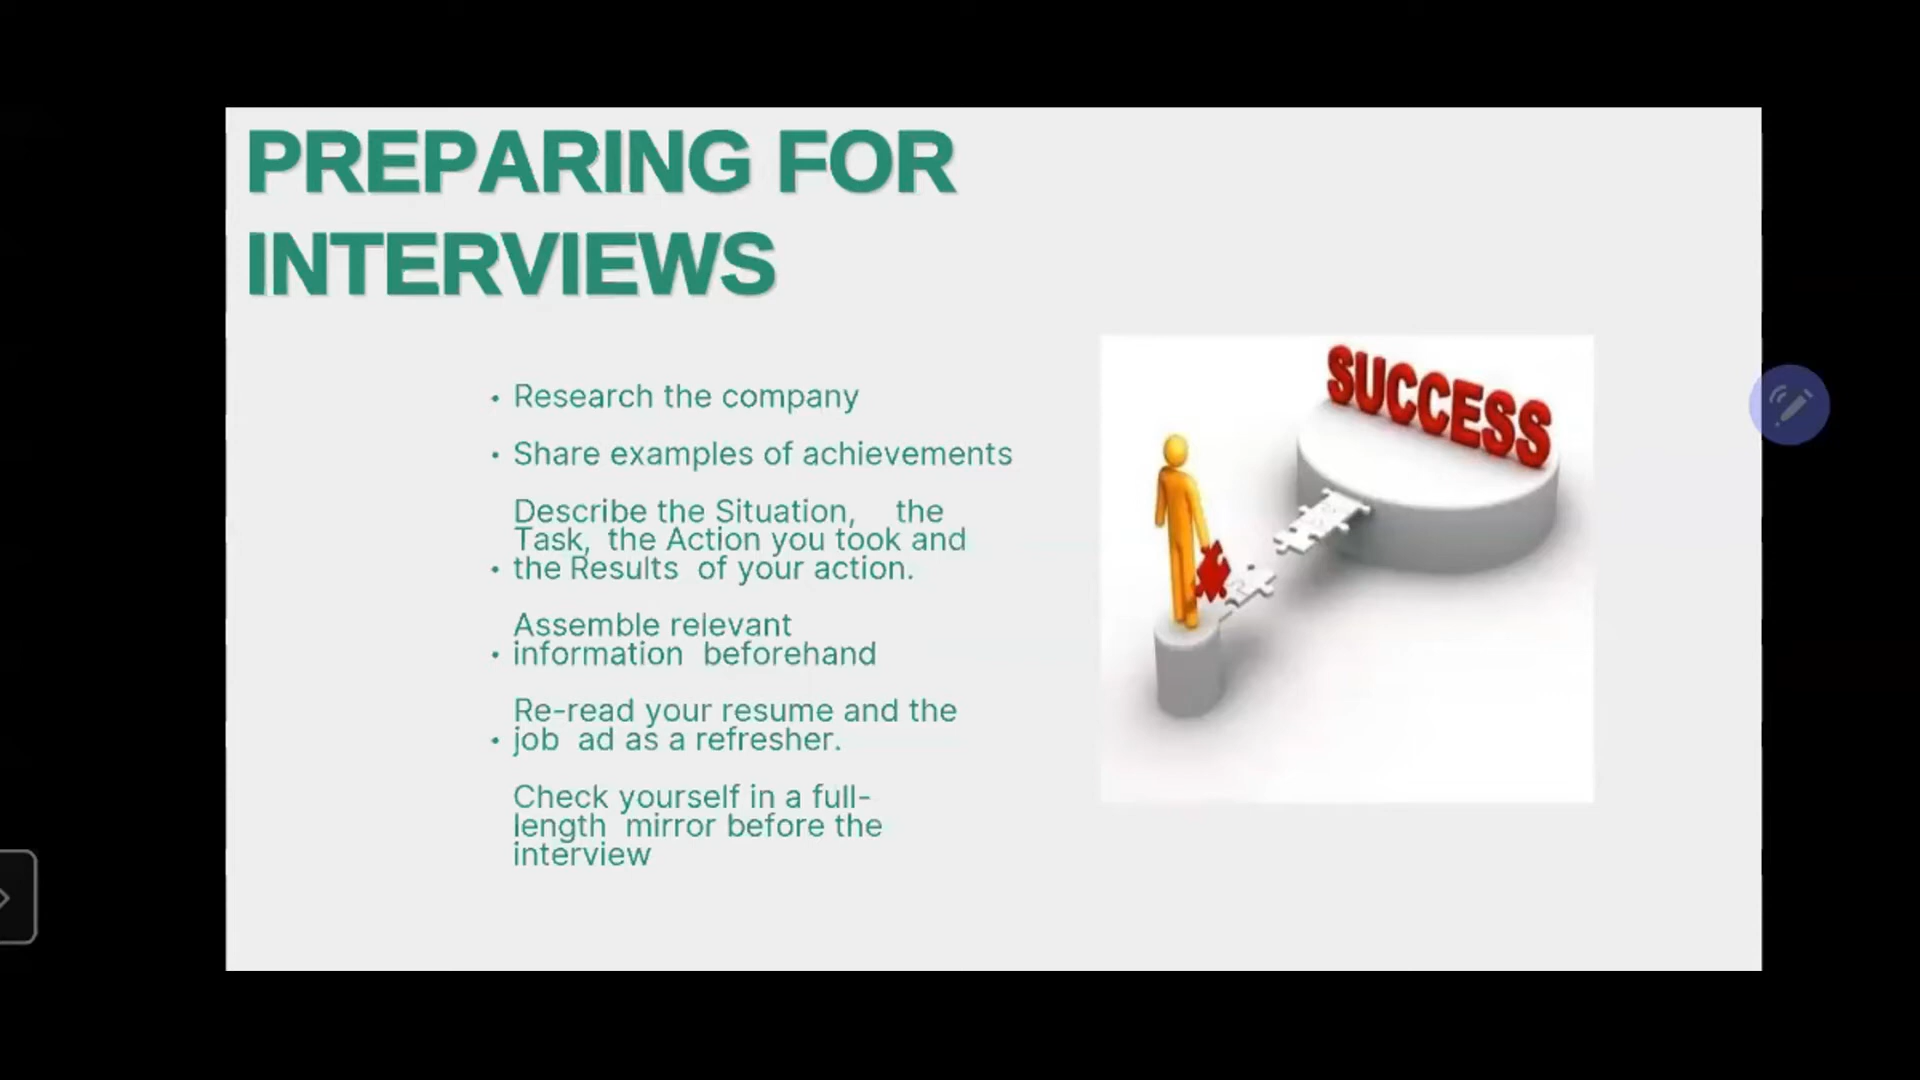 PREPARING FOR
INTERVIEWS
• Research the company
• Share examples of achievements
Describe the Situation, the
Task, the Action you took and
• the Results of your action.
Assemble relevant
• information beforehand
Re-read your resume and the
• job ad as a refresher.
Check yourself in a full-
length mirror before the
interview
SUCCESS